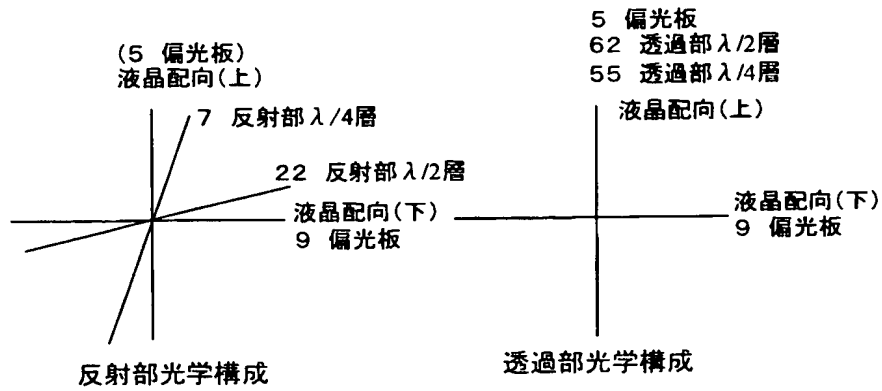 (5 偏光板)
液晶配向(上)
7 反射部λ/4層
22 反射部λ/2層
液晶配向(下)
9 偏光板
反射部光学構成
5 偏光板
62 透過部λ/2層
55 透過部λ/4層
液晶配向(上)
液晶配向(下)
9 偏光板
透過部光学構成